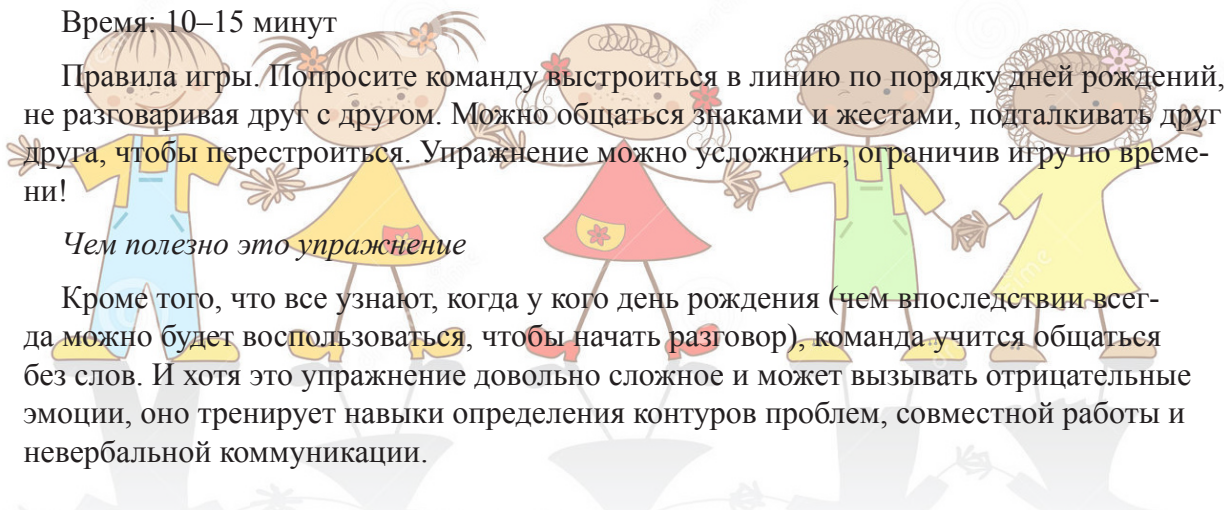 Время: 10–15 минут
Правила игры. Попросите команду выстроиться в линию по порядку дней рождений,
не разговаривая друг с другом. Можно общаться знаками и жестами, подталкивать друг
друга, чтобы перестроиться. Упражнение можно усложнить, ограничив игру по време-
ни!
Чем полезно это упражнение
Кроме того, что все узнают, когда у кого день рождения (чем впоследствии всег-
да можно будет воспользоваться, чтобы начать разговор), команда учится общаться
без слов. И хотя это упражнение довольно сложное и может вызывать отрицательные
эмоции, оно тренирует навыки определения контуров проблем, совместной работы и
невербальной коммуникации.